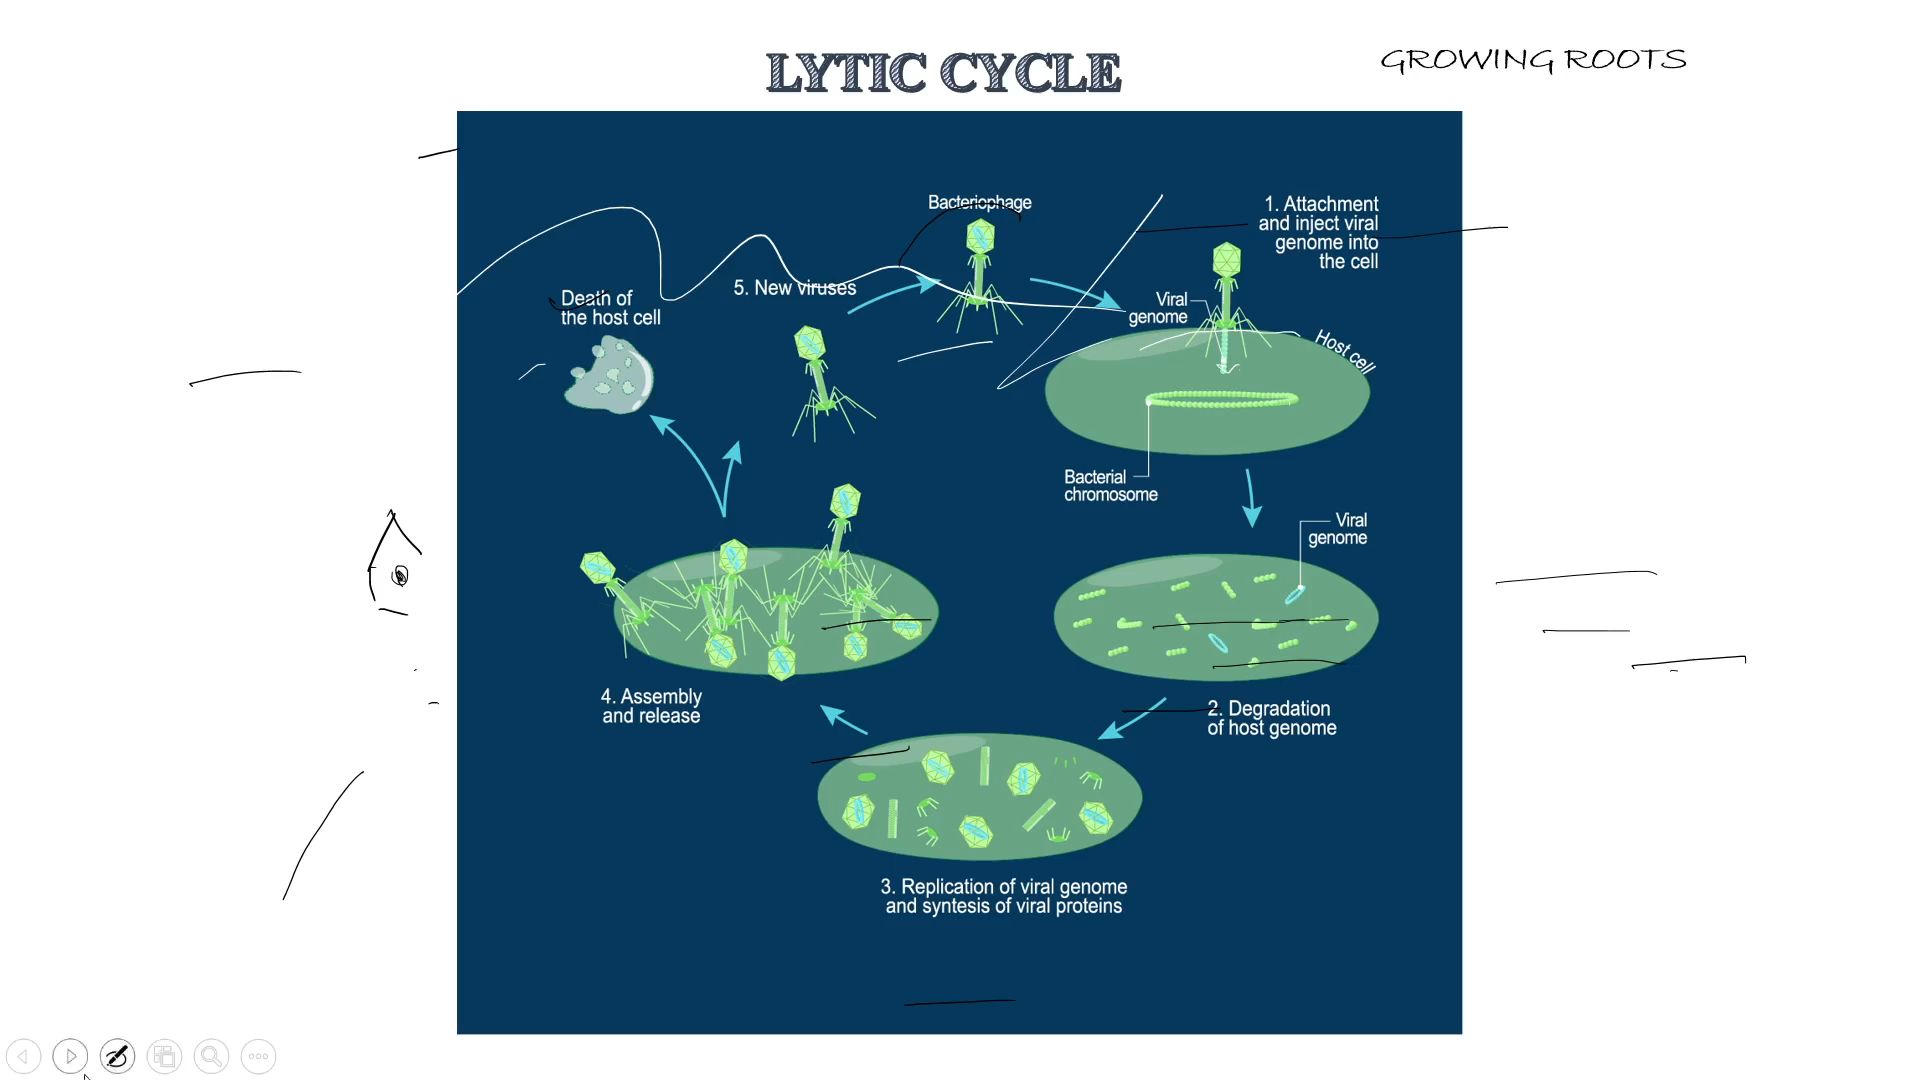 LYTIC CYCLE
GROWING ROOTS
Bacteriophage
1. Attachment
and inject viral
genome into
the cell
5. New viruses
Death of
the host cell
Viral
genome
Host cell
Bacterial
chromosome
Viral
genome
4. Assembly
and release
2. Degradation
of host genome
3. Replication of viral genome
and syntesis of viral proteins